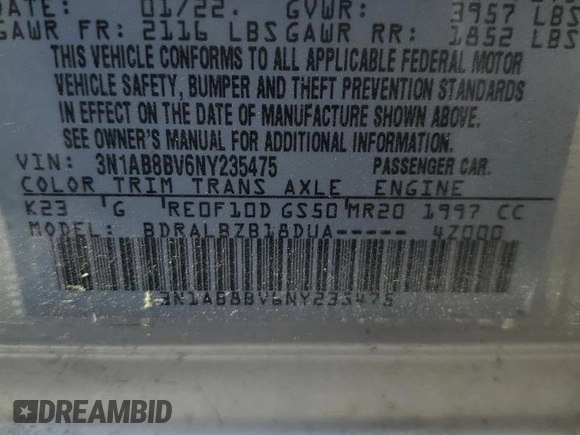 DATE: 01/22. GVWR: 3957 LBS
GAWR FR: 2116 LBS GAWR RR: 1852 LBS
THIS VEHICLE CONFORMS TO ALL APPLICABLE FEDERAL MOTOR
VEHICLE SAFETY, BUMPER AND THEFT PREVENTION STANDARDS
IN EFFECT ON THE DATE OF MANUFACTURE SHOWN ABOVE.
SEE OWNER'S MANUAL FOR ADDITIONAL INFORMATION.
VIN: 3N1AB8BV6NY235475 PASSENGER CAR.
COLOR TRIM TRANS AXLE ENGINE
K23 G RE0F10D GS50 MR20 1997 CC
MODEL: BDRALBZB18DUA----- 4Z000
3N1AB8BV6NY235475
DREAMBID